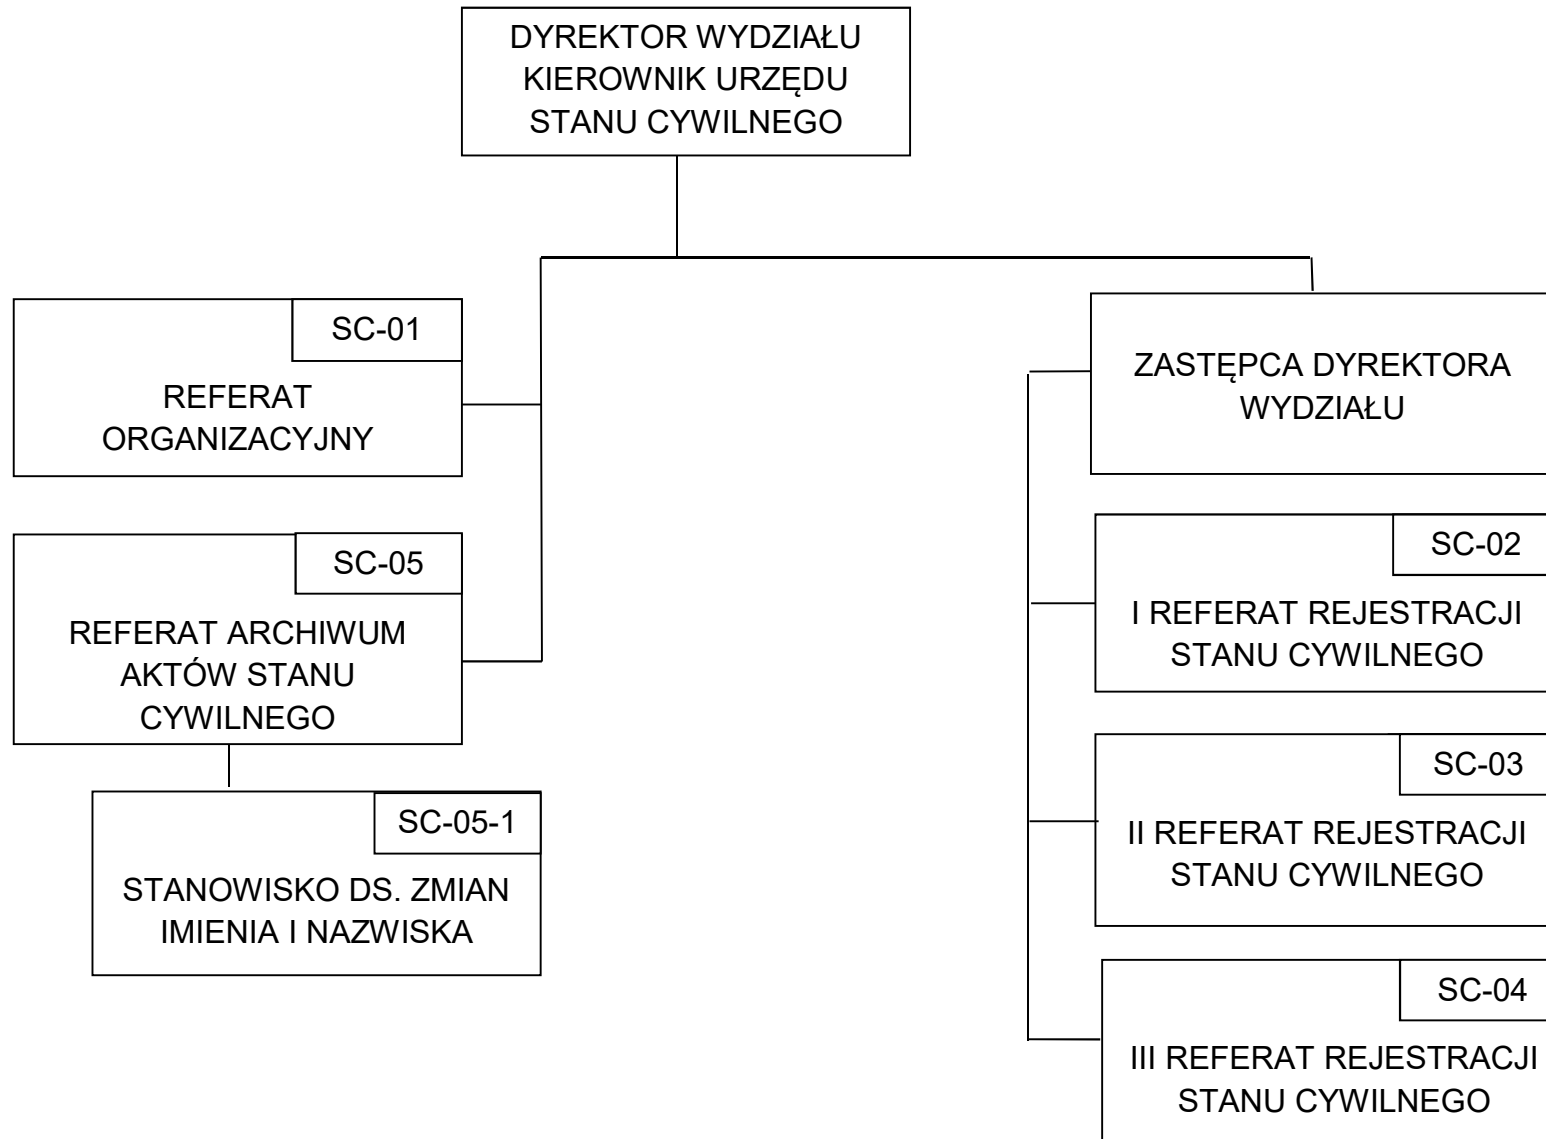 DYREKTOR WYDZIAŁU
KIEROWNIK URZĘDU
STANU CYWILNEGO
SC-01
REFERAT
ORGANIZACYJNY
SC-05
REFERAT ARCHIWUM
AKTÓW STANU
CYWILNEGO
SC-05-1
STANOWISKO DS. ZMIAN
IMIENIA I NAZWISKA
ZASTĘPCA DYREKTORA
WYDZIAŁU
SC-02
I REFERAT REJESTRACJI
STANU CYWILNEGO
SC-03
II REFERAT REJESTRACJI
STANU CYWILNEGO
SC-04
III REFERAT REJESTRACJI
STANU CYWILNEGO